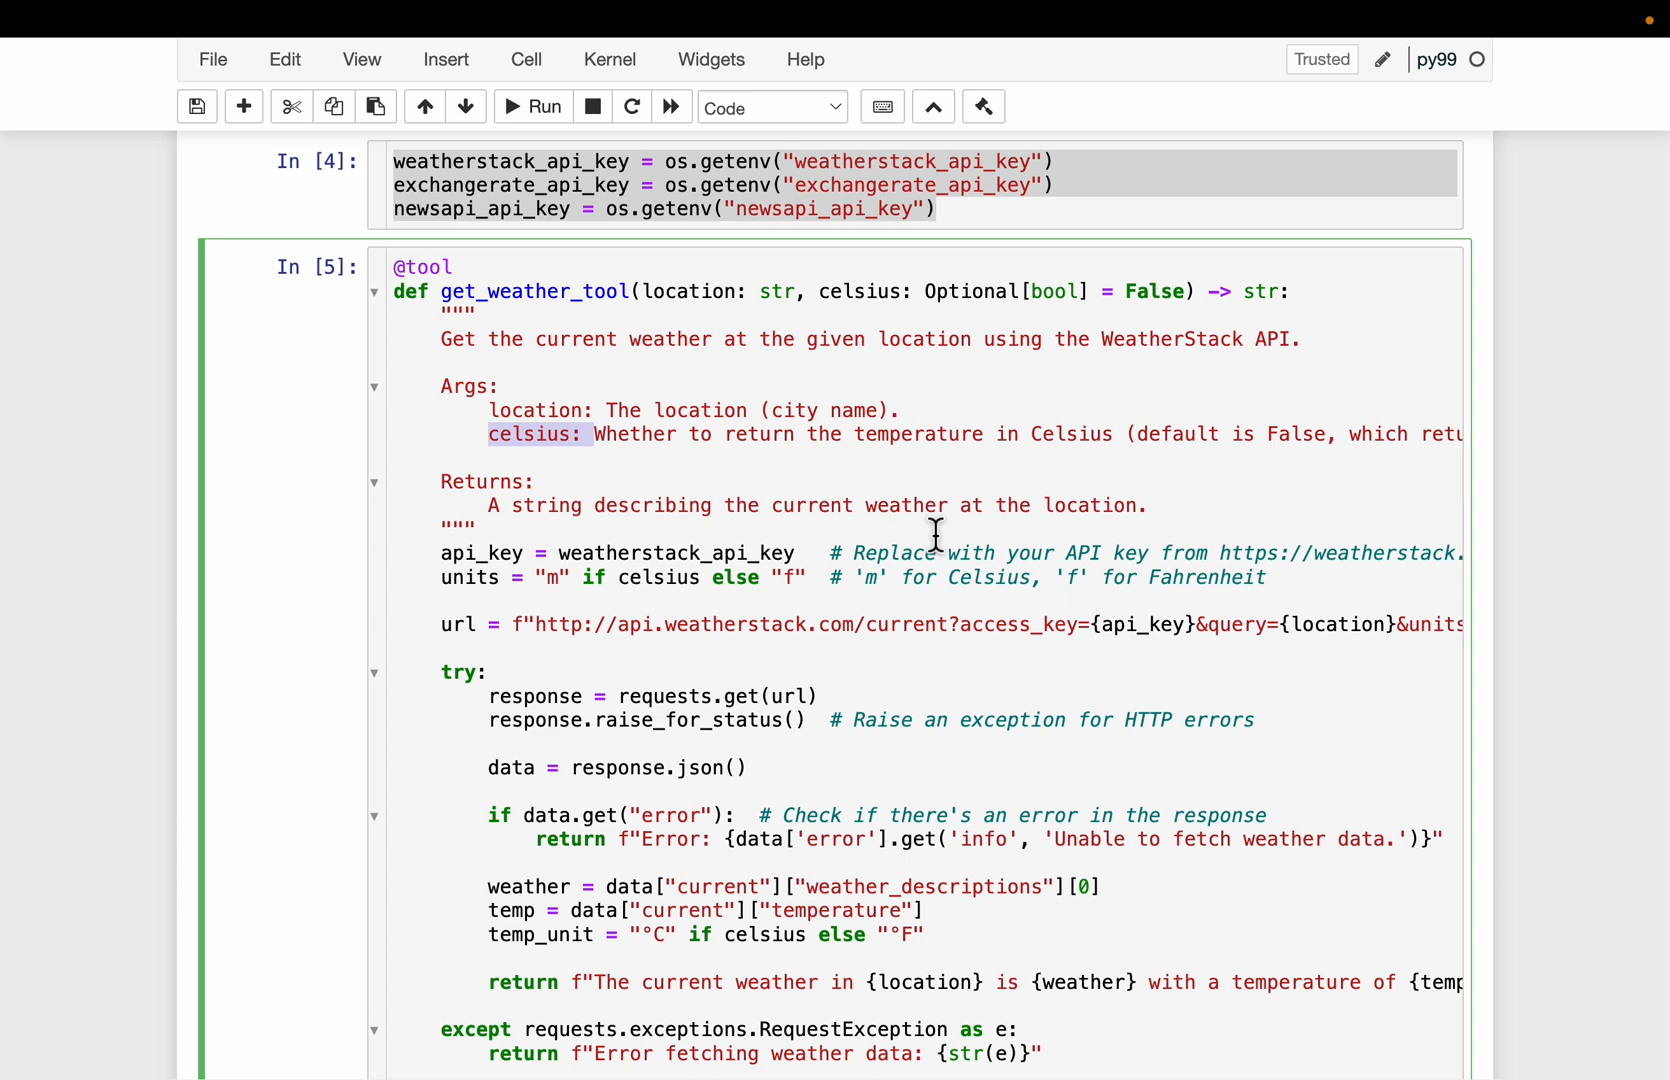 File Edit View Insert Cell Kernel Widgets Help Trusted py99
Run Code
In [4]: weatherstack_api_key = os.getenv("weatherstack_api_key")
exchangerate_api_key = os.getenv("exchangerate_api_key")
newsapi_api_key = os.getenv("newsapi_api_key")
In [5]: @tool
def get_weather_tool(location: str, celsius: Optional[bool] = False) -> str:
"""
Get the current weather at the given location using the WeatherStack API.
Args:
location: The location (city name).
celsius: Whether to return the temperature in Celsius (default is False, which retu
Returns:
A string describing the current weather at the location.
"""
api_key = weatherstack_api_key # Replace with your API key from https://weatherstack.
units = "m" if celsius else "f" # 'm' for Celsius, 'f' for Fahrenheit
url = f"http://api.weatherstack.com/current?access_key={api_key}&query={location}&units
try:
response = requests.get(url)
response.raise_for_status() # Raise an exception for HTTP errors
data = response.json()
if data.get("error"): # Check if there's an error in the response
return f"Error: {data['error'].get('info', 'Unable to fetch weather data.')}"
weather = data["current"]["weather_descriptions"][0]
temp = data["current"]["temperature"]
temp_unit = "°C" if celsius else "°F"
return f"The current weather in {location} is {weather} with a temperature of {temp
except requests.exceptions.RequestException as e:
return f"Error fetching weather data: {str(e)}"